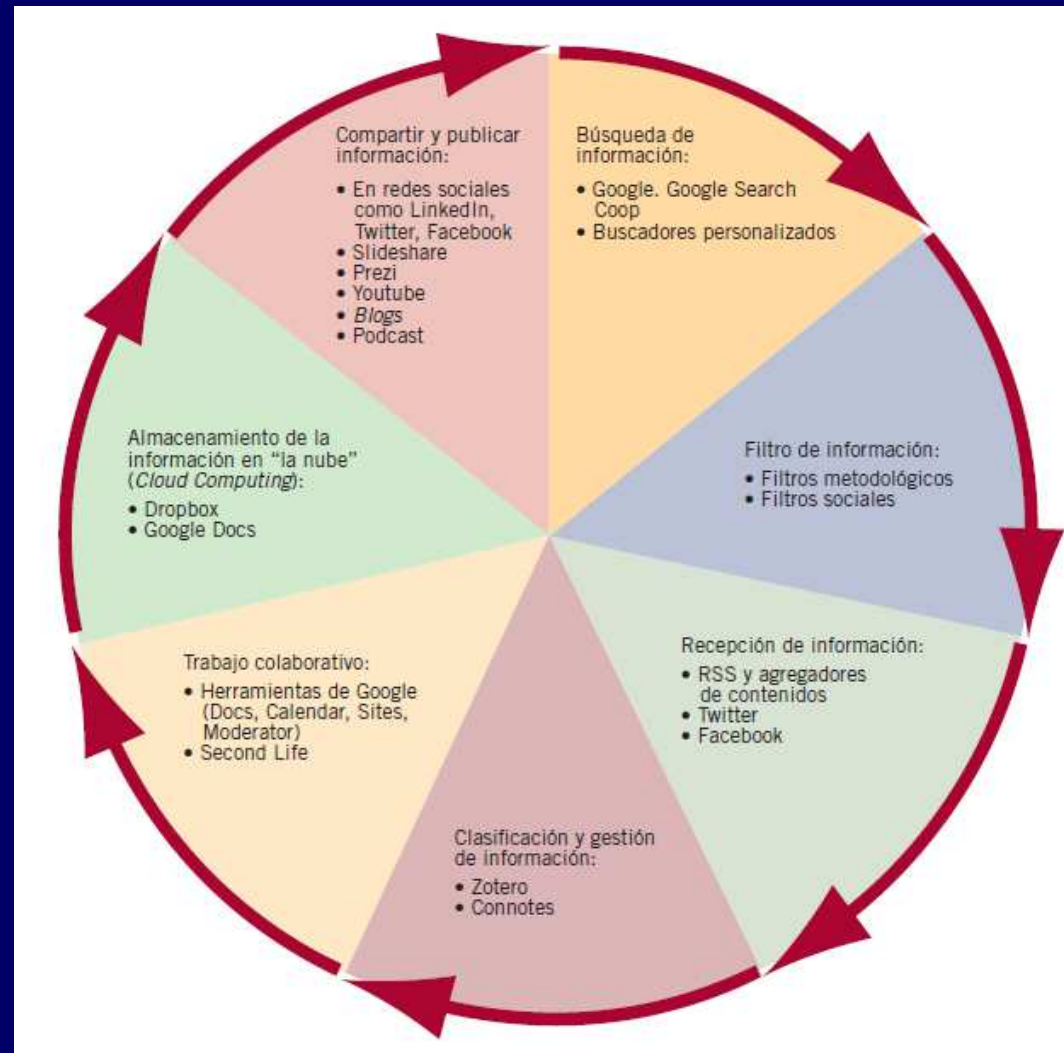 Compartir y publicar
información:
• En redes sociales
como LinkedIn,
Twitter, Facebook
• Slideshare
• Prezi
• Youtube
• Blogs
• Podcast
Búsqueda de
información:
• Google. Google Search
Coop
• Buscadores personalizados
Filtro de información:
• Filtros metodológicos
• Filtros sociales
Recepción de información:
• RSS y agregadores
de contenidos
• Twitter
• Facebook
Clasificación y gestión
de información:
• Zotero
• Connotes
Trabajo colaborativo:
• Herramientas de Google
(Docs, Calendar, Sites,
Moderator)
• Second Life
Almacenamiento de la
información en “la nube”
(Cloud Computing):
• Dropbox
• Google Docs